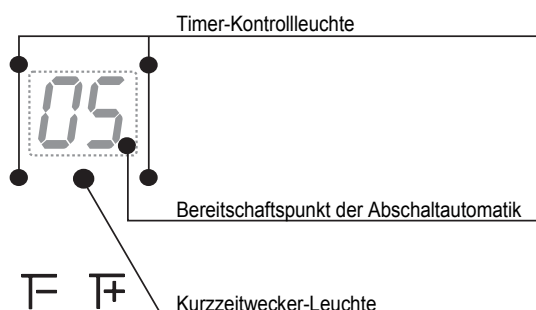 Timer-Kontrollleuchte
05
Bereitschaftspunkt der Abschaltautomatik
T- T+
Kurzzeitwecker-Leuchte